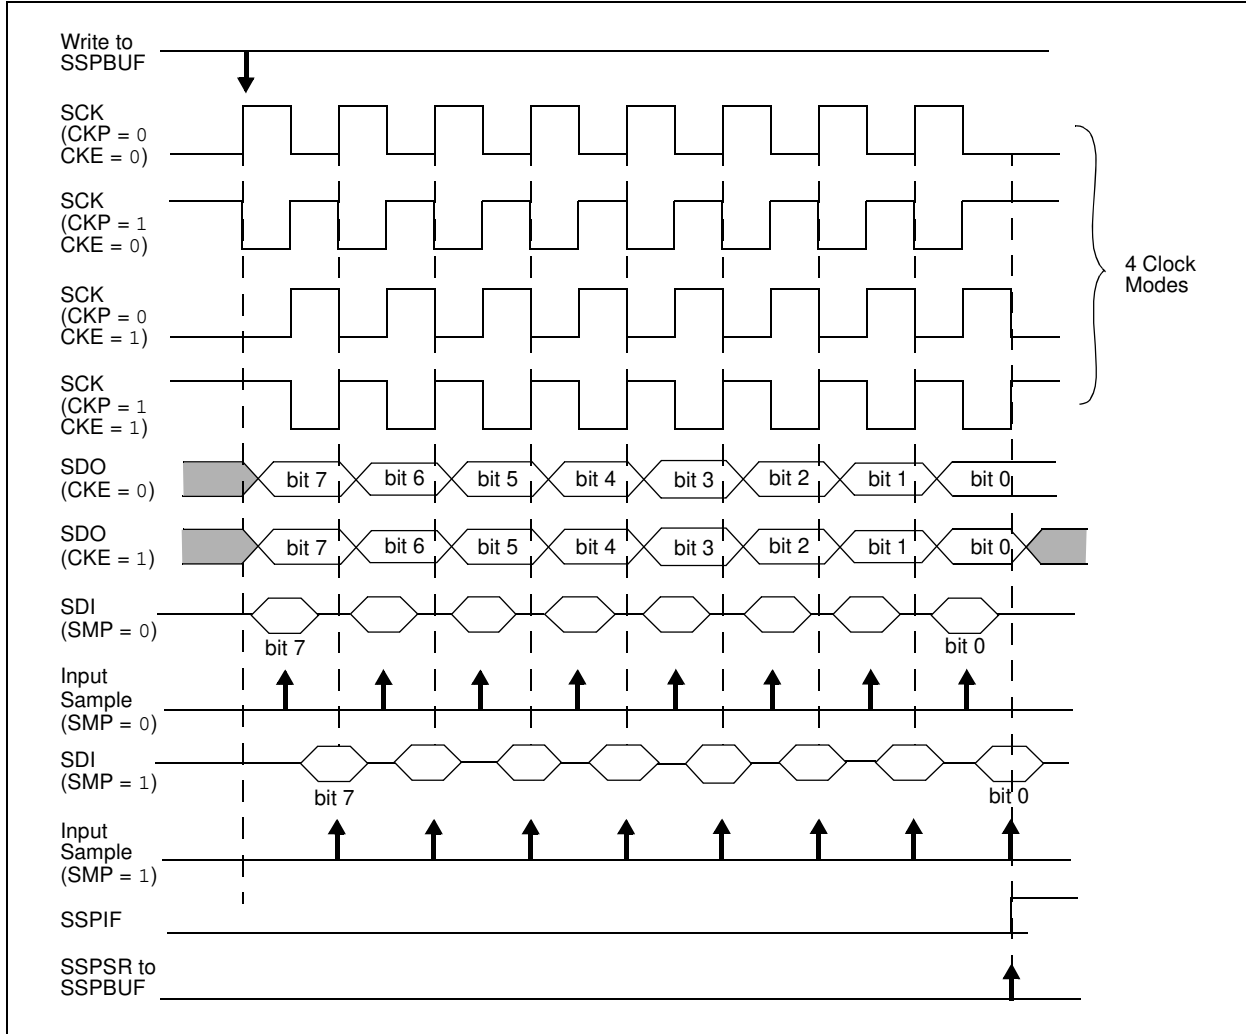 Write to
SSPBUF
SCK
(CKP = 0
CKE = 0)
SCK
(CKP = 1
CKE = 0)
4 Clock
Modes
SCK
(CKP = 0
CKE = 1)
SCK
(CKP = 1
CKE = 1)
SDO
(CKE = 0)
bit 7 bit 6 bit 5 bit 4 bit 3 bit 2 bit 1 bit 0
SDO
(CKE = 1)
bit 7 bit 6 bit 5 bit 4 bit 3 bit 2 bit 1 bit 0
SDI
(SMP = 0)
bit 7 bit 0
Input
Sample
(SMP = 0)
SDI
(SMP = 1)
bit 7 bit 0
Input
Sample
(SMP = 1)
SSPIF
SSPSR to
SSPBUF